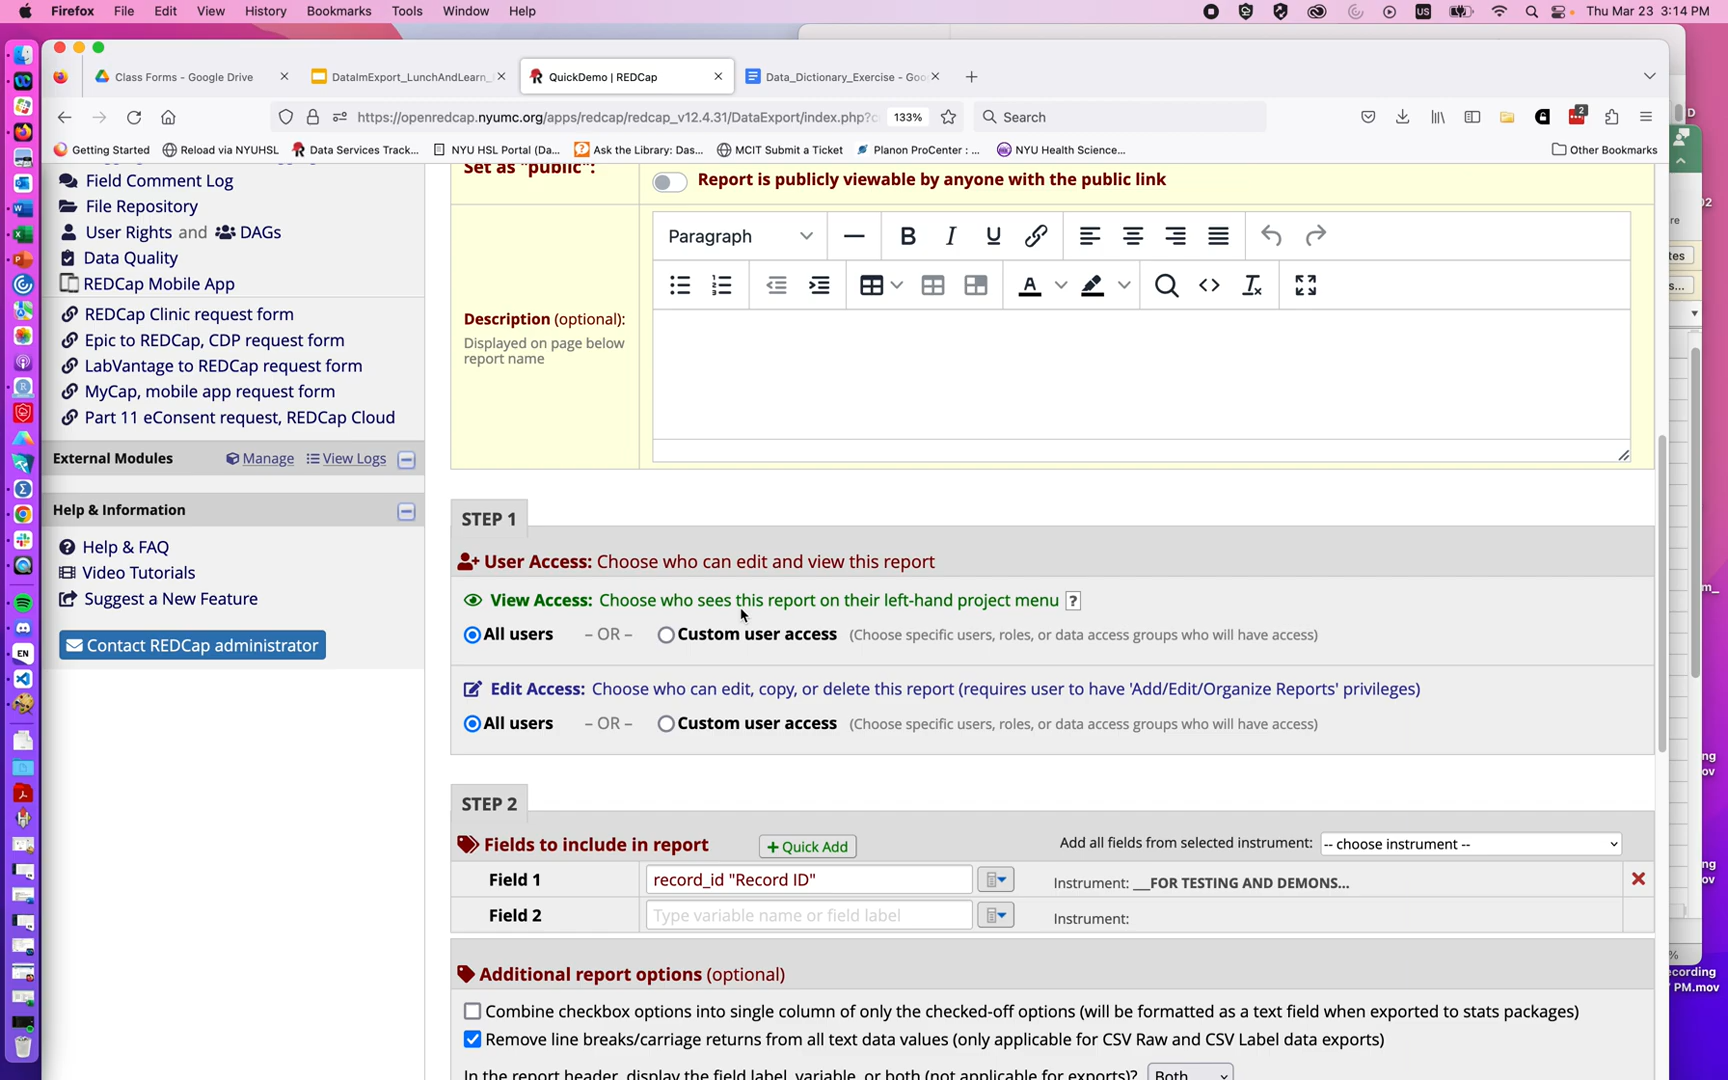 Firefox File Edit View History Bookmarks Tools Window Help
US
Thu Mar 23 3:14 PM
Class Forms - Google Drive
DataImExport_LunchAndLearn_
QuickDemo | REDCap
Data_Dictionary_Exercise - Goo
https://openredcap.nyumc.org/apps/redcap/redcap_v12.4.31/DataExport/index.php?
133%
Search
2
Getting Started
Reload via NYUHSL
Data Services Track...
NYU HSL Portal (Da...
Ask the Library: Das...
MCIT Submit a Ticket
Planon ProCenter : ...
NYU Health Science...
Other Bookmarks
Field Comment Log
File Repository
User Rights and DAGs
Data Quality
REDCap Mobile App
REDCap Clinic request form
Epic to REDCap, CDP request form
LabVantage to REDCap request form
MyCap, mobile app request form
Part 11 eConsent request, REDCap Cloud
External Modules
Manage
View Logs
Help & Information
Help & FAQ
Video Tutorials
Suggest a New Feature
Contact REDCap administrator
Set as "public":
Report is publicly viewable by anyone with the public link
Paragraph
B I U
A
Description (optional):
Displayed on page below
report name
STEP 1
User Access: Choose who can edit and view this report
View Access: Choose who sees this report on their left-hand project menu ?
All users – OR – Custom user access (Choose specific users, roles, or data access groups who will have access)
Edit Access: Choose who can edit, copy, or delete this report (requires user to have 'Add/Edit/Organize Reports' privileges)
All users – OR – Custom user access (Choose specific users, roles, or data access groups who will have access)
STEP 2
Fields to include in report
+ Quick Add
Add all fields from selected instrument: -- choose instrument --
Field 1
record_id "Record ID"
Instrument: __FOR TESTING AND DEMONS...
Field 2
Type variable name or field label
Instrument:
Additional report options (optional)
Combine checkbox options into single column of only the checked-off options (will be formatted as a text field when exported to stats packages)
Remove line breaks/carriage returns from all text data values (only applicable for CSV Raw and CSV Label data exports)
In the report header, display the field label, variable, or both (not applicable for exports)? Both
EN
D
02
re
tes
s...
m_
ng
ov
ng
ov
%
ecording
PM.mov